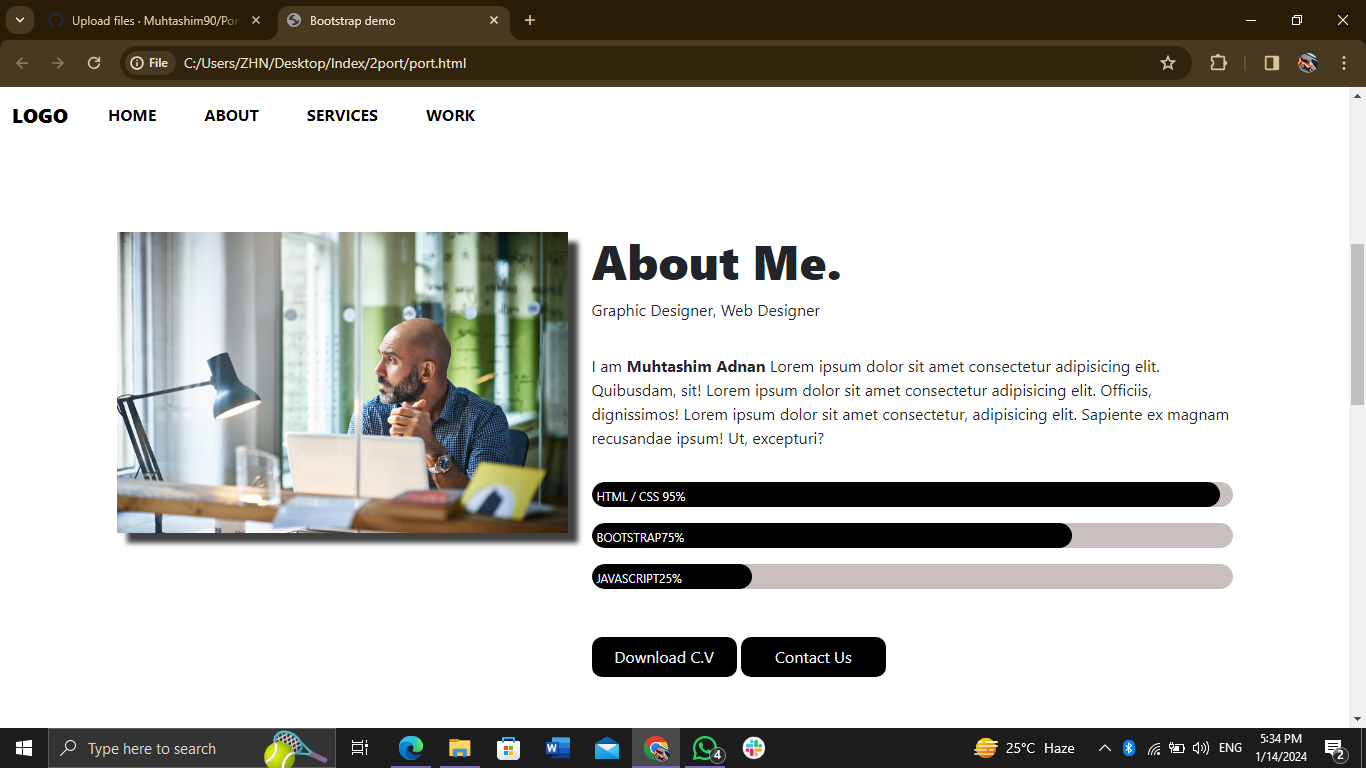 Upload files · Muhtashim90/Por
Bootstrap demo
File
C:/Users/ZHN/Desktop/Index/2port/port.html
LOGO HOME ABOUT SERVICES WORK
About Me.
Graphic Designer, Web Designer
I am Muhtashim Adnan Lorem ipsum dolor sit amet consectetur adipisicing elit.
Quibusdam, sit! Lorem ipsum dolor sit amet consectetur adipisicing elit. Officiis,
dignissimos! Lorem ipsum dolor sit amet consectetur, adipisicing elit. Sapiente ex magnam
recusandae ipsum! Ut, excepturi?
HTML / CSS 95%
BOOTSTRAP75%
JAVASCRIPT25%
Download C.V Contact Us
Type here to search
4
25°C Haze
ENG
5:34 PM
1/14/2024
2